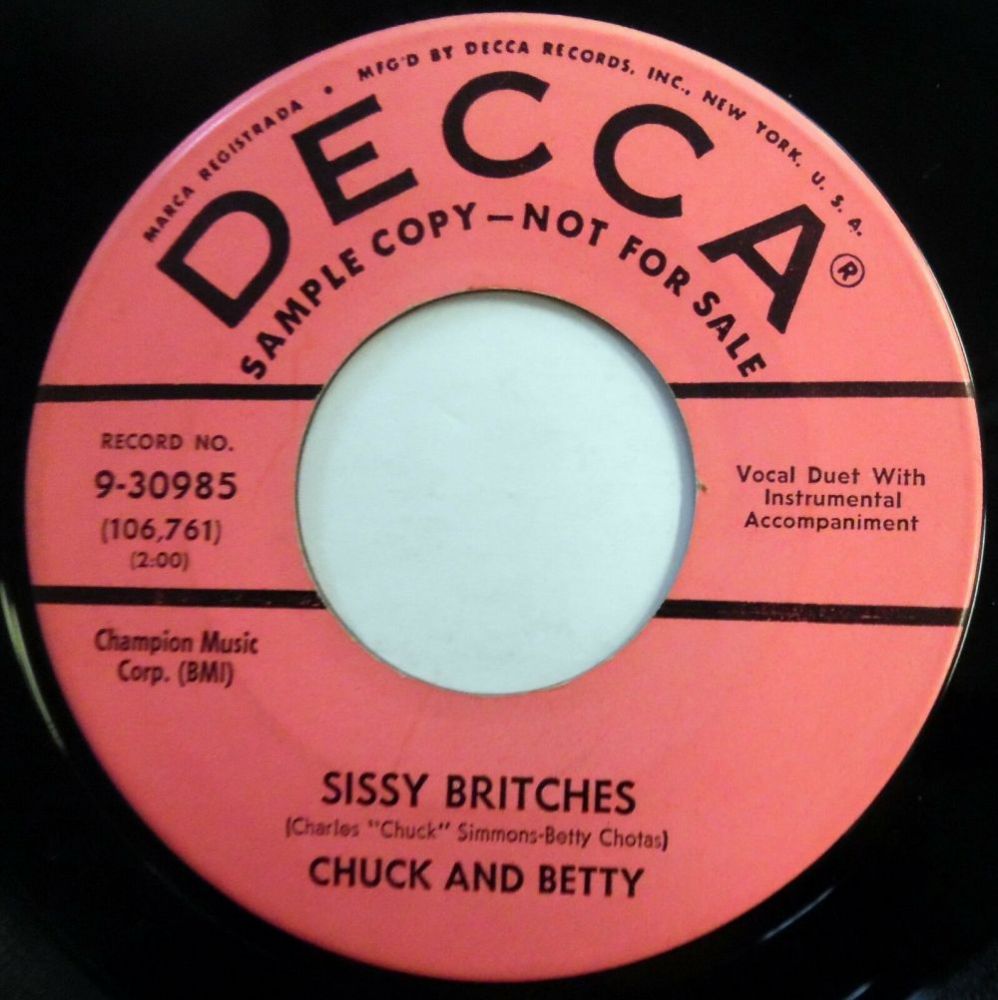 MARCA REGISTRADA • MFG'D BY DECCA RECORDS, INC., NEW YORK, U. S. A.
DECCA®
SAMPLE COPY—NOT FOR SALE
RECORD NO.
9-30985
(106,761)
(2:00)
Vocal Duet With
Instrumental
Accompaniment
Champion Music
Corp. (BMI)
SISSY BRITCHES
(Charles "Chuck" Simmons-Betty Chotas)
CHUCK AND BETTY